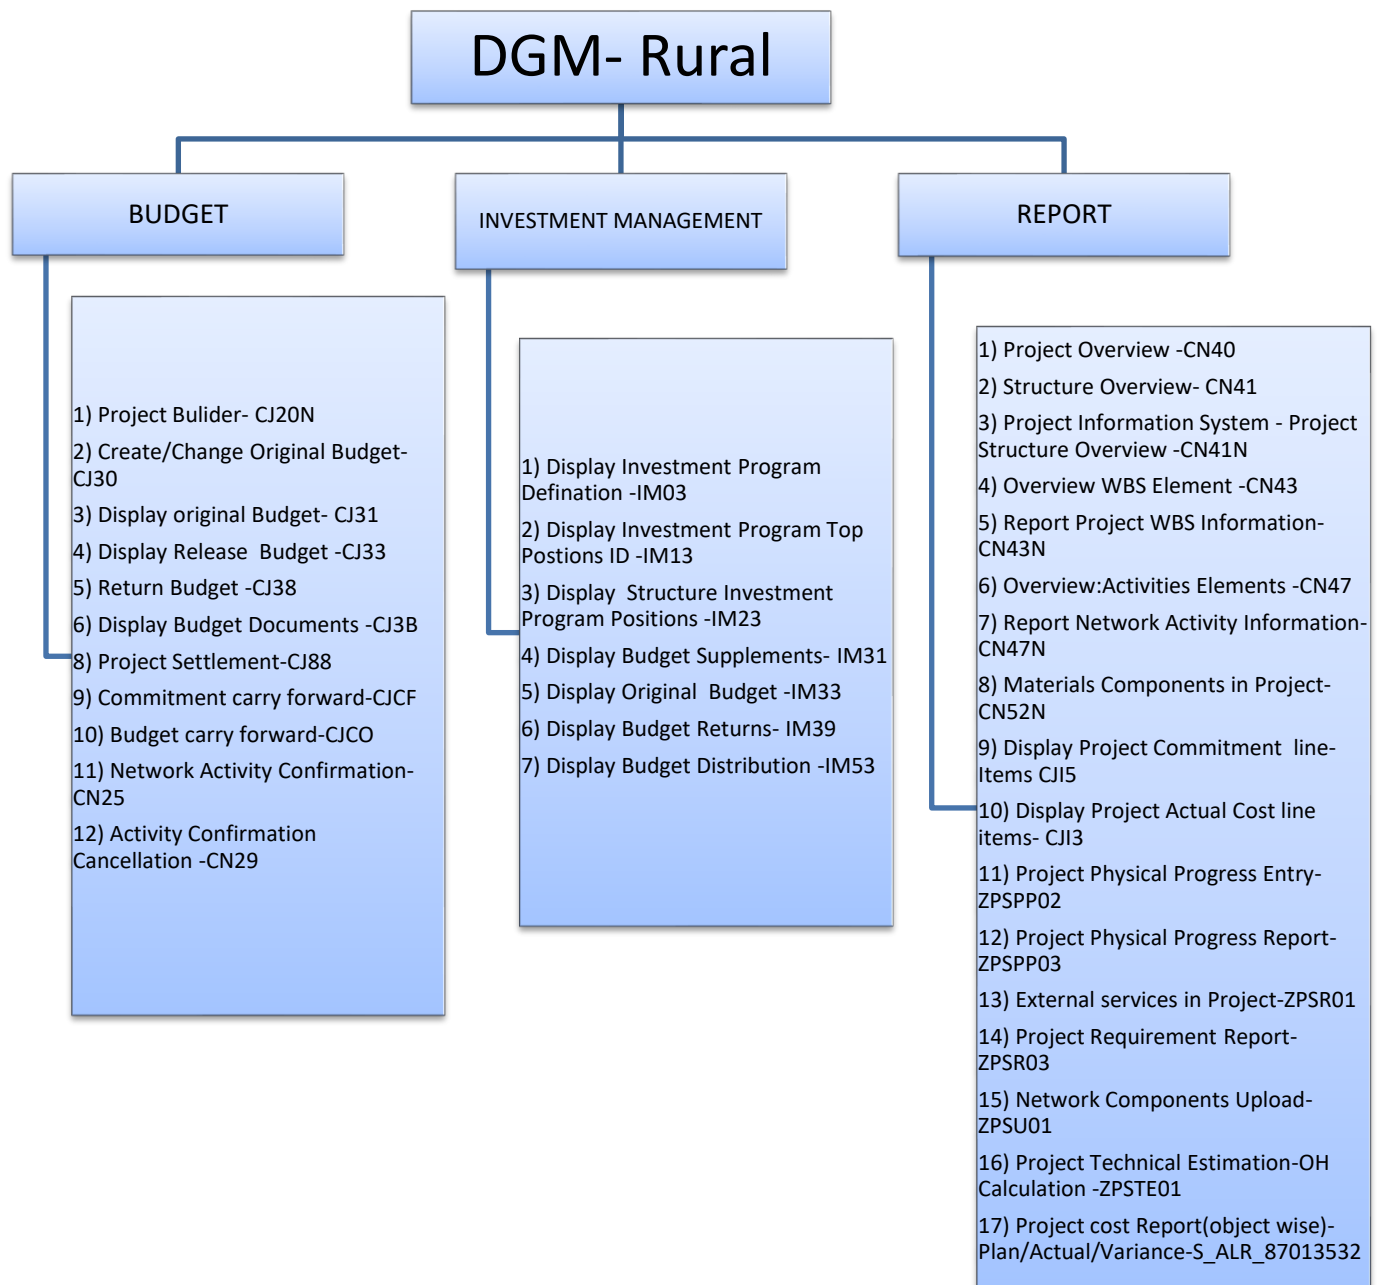 DGM- Rural
BUDGET
INVESTMENT MANAGEMENT
REPORT
1) Project Bulider- CJ20N
2) Create/Change Original Budget-
CJ30
3) Display original Budget- CJ31
4) Display Release  Budget -CJ33
5) Return Budget -CJ38
6) Display Budget Documents -CJ3B
8) Project Settlement-CJ88
9) Commitment carry forward-CJCF
10) Budget carry forward-CJCO
11) Network Activity Confirmation-
CN25
12) Activity Confirmation
Cancellation -CN29
1) Display Investment Program
Defination -IM03
2) Display Investment Program Top
Postions ID -IM13
3) Display  Structure Investment
Program Positions -IM23
4) Display Budget Supplements- IM31
5) Display Original  Budget -IM33
6) Display Budget Returns- IM39
7) Display Budget Distribution -IM53
1) Project Overview -CN40
2) Structure Overview- CN41
3) Project Information System - Project
Structure Overview -CN41N
4) Overview WBS Element -CN43
5) Report Project WBS Information-
CN43N
6) Overview:Activities Elements -CN47
7) Report Network Activity Information-
CN47N
8) Materials Components in Project-
CN52N
9) Display Project Commitment  line-
Items CJI5
10) Display Project Actual Cost line
items- CJI3
11) Project Physical Progress Entry-
ZPSPP02
12) Project Physical Progress Report-
ZPSPP03
13) External services in Project-ZPSR01
14) Project Requirement Report-
ZPSR03
15) Network Components Upload-
ZPSU01
16) Project Technical Estimation-OH
Calculation -ZPSTE01
17) Project cost Report(object wise)-
Plan/Actual/Variance-S_ALR_87013532